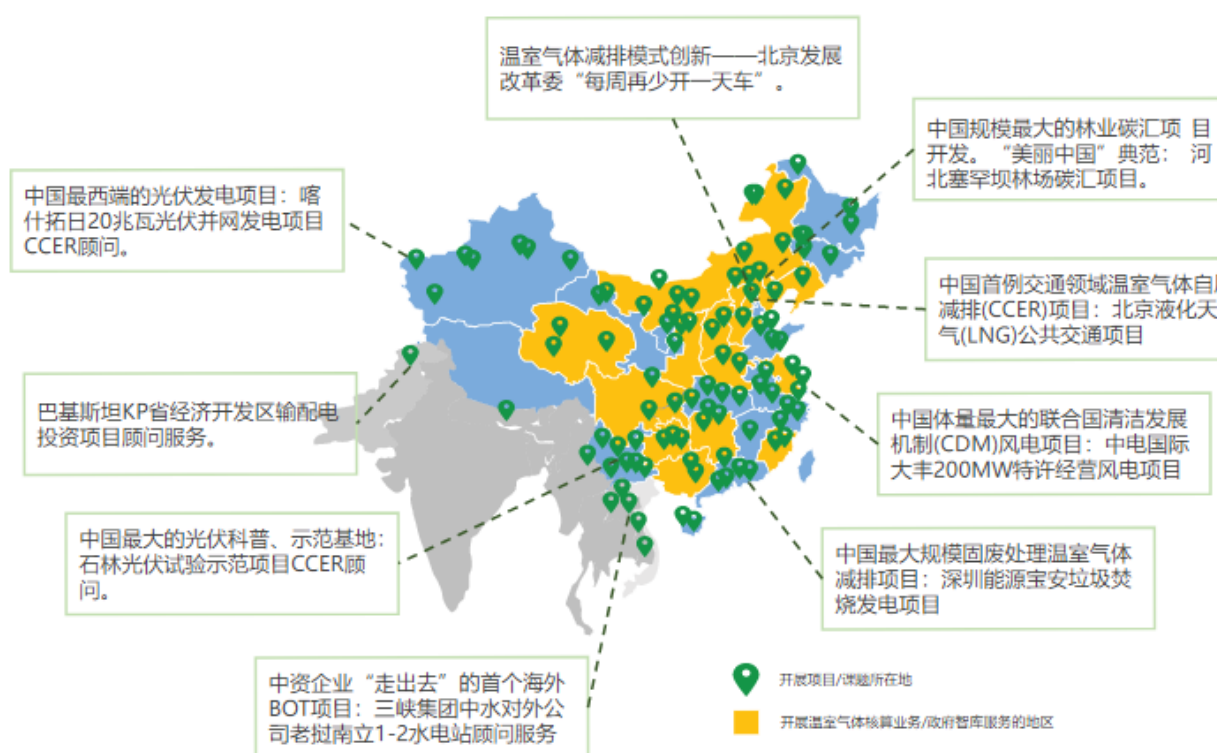 温室气体减排模式创新——北京发展
改革委“每周再少开一天车”。
中国规模最大的林业碳汇项 目
开发。“美丽中国”典范： 河
北塞罕坝林场碳汇项目。
中国最西端的光伏发电项目：喀
什拓日20兆瓦光伏并网发电项目
CCER顾问。
中国首例交通领域温室气体自愿
减排(CCER)项目：北京液化天
气(LNG)公共交通项目
巴基斯坦KP省经济开发区输配电
投资项目顾问服务。
中国体量最大的联合国清洁发展
机制(CDM)风电项目：中电国际
大丰200MW特许经营风电项目
中国最大的光伏科普、示范基地：
石林光伏试验示范项目CCER顾
问。
中国最大规模固废处理温室气体
减排项目：深圳能源宝安垃圾焚
烧发电项目
中资企业“走出去”的首个海外
BOT项目：三峡集团中水对外公
司老挝南立1-2水电站顾问服务
开展项目/课题所在地
开展温室气体核算业务/政府智库服务的地区